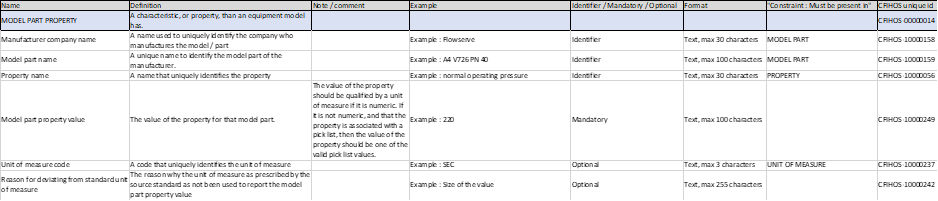 Name	Definition	Note / comment	Example	Identifier / Mandatory / Optional	Format	"Constraint : Must be present in"	CFIHOS unique id
MODEL PART PROPERTY	A characteristic, or property, than an equipment model has.	CFIHOS-00000014
Manufacturer company name	A name used to uniquely identify the company who manufactures the model / part	Example : Flowserve	Identifier	Text, max 30 characters	MODEL PART	CFIHOS-10000158
Model part name	A unique name to identify the model part of the manufacturer.	Example : A4 V726 PN 40	Identifier	Text, max 100 characters	MODEL PART	CFIHOS-10000159
Property name	A name that uniquely identifies the property	Example : normal operating pressure	Identifier	Text, max 30 characters	PROPERTY	CFIHOS-10000056
Model part property value	The value of the property for that model part.	The value of the property should be qualified by a unit of measure if it is numeric. If it is not numeric, and that the property is associated with a pick list, then the value of the property should be one of the valid pick list values.	Example : 220	Mandatory	Text, max 100 characters	CFIHOS-10000249
Unit of measure code	A code that uniquely identifies the unit of measure	Example : SEC	Optional	Text, max 3 characters	UNIT OF MEASURE	CFIHOS-10000237
Reason for deviating from standard unit of measure	The reason why the unit of measure as prescribed by the source standard as not been used to report the model part property value	Example : Size of the value	Optional	Text, max 255 characters	CFIHOS-10000242